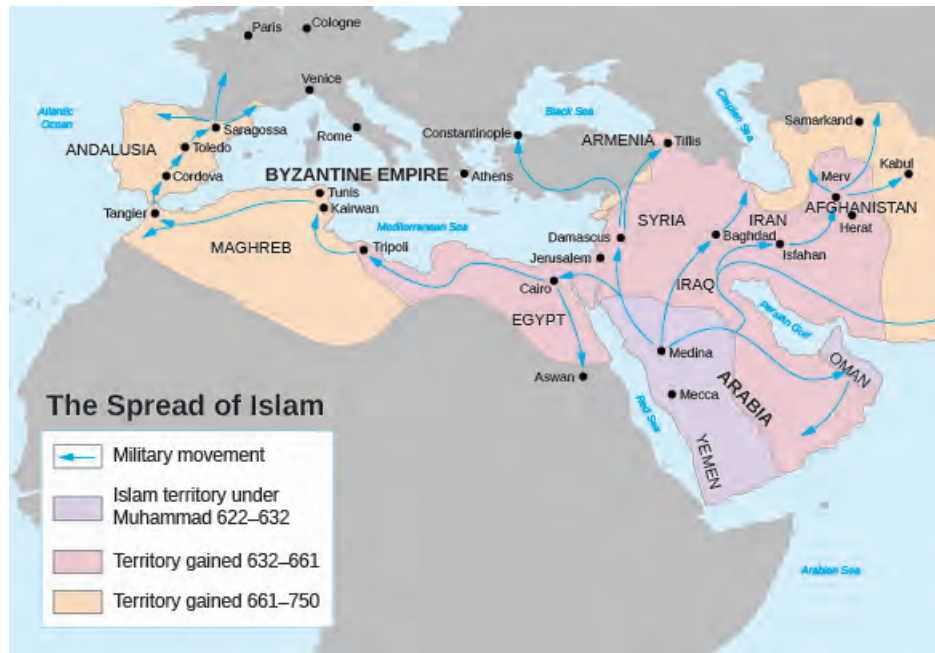 Paris
Cologne
Venice
Atlantic
Ocean
Black Sea
Caspian Sea
Saragossa
Rome
Constantinople
ARMENIA
Tillis
Samarkand
ANDALUSIA
Toledo
Cordova
BYZANTINE EMPIRE
Athens
Merv
Kabul
Tunis
Kairwan
Tangier
AFGHANISTAN
Herat
SYRIA
IRAN
Mediterranean Sea
MAGHREB
Tripoli
Damascus
Baghdad
Isfahan
Jerusalem
Cairo
IRAQ
EGYPT
Persian Gulf
Medina
OMAN
Aswan
Mecca
ARABIA
Red Sea
YEMEN
Arabian Sea
The Spread of Islam
Military movement
Islam territory under
Muhammad 622–632
Territory gained 632–661
Territory gained 661–750